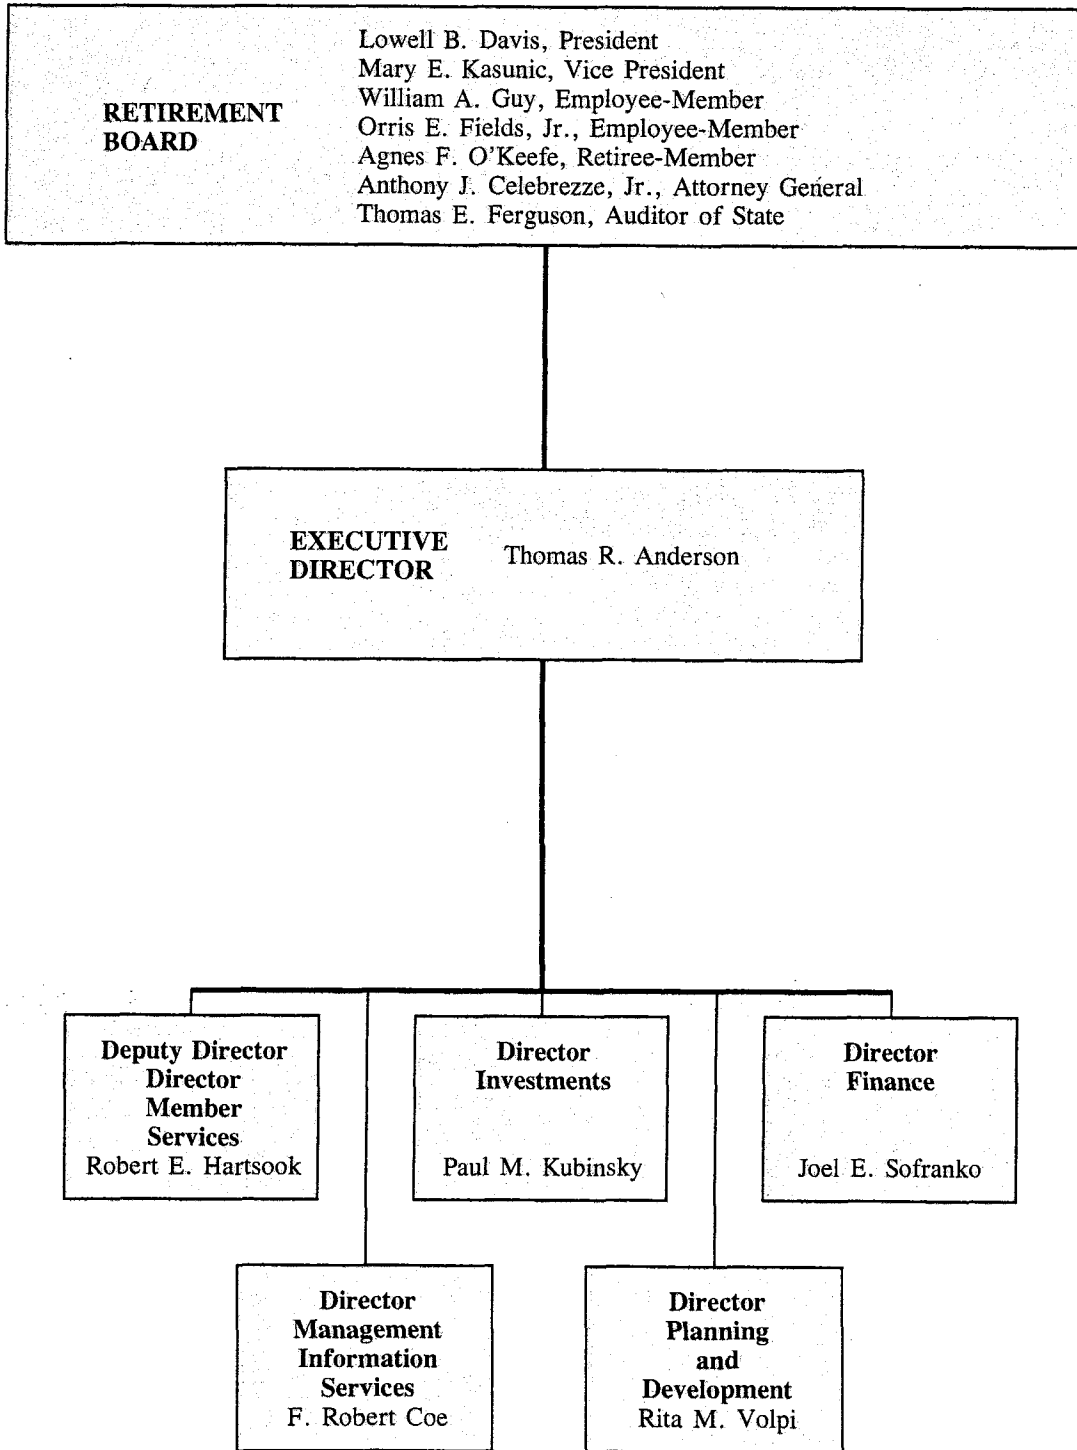 RETIREMENT
BOARD
Lowell B. Davis, President
Mary E. Kasunic, Vice President
William A. Guy, Employee-Member
Orris E. Fields, Jr., Employee-Member
Agnes F. O'Keefe, Retiree-Member
Anthony J. Celebrezze, Jr., Attorney General
Thomas E. Ferguson, Auditor of State
EXECUTIVE
DIRECTOR
Thomas R. Anderson
Deputy Director
Director
Member
Services
Robert E. Hartsook
Director
Investments
Paul M. Kubinsky
Director
Finance
Joel E. Sofranko
Director
Management
Information
Services
F. Robert Coe
Director
Planning
and
Development
Rita M. Volpi